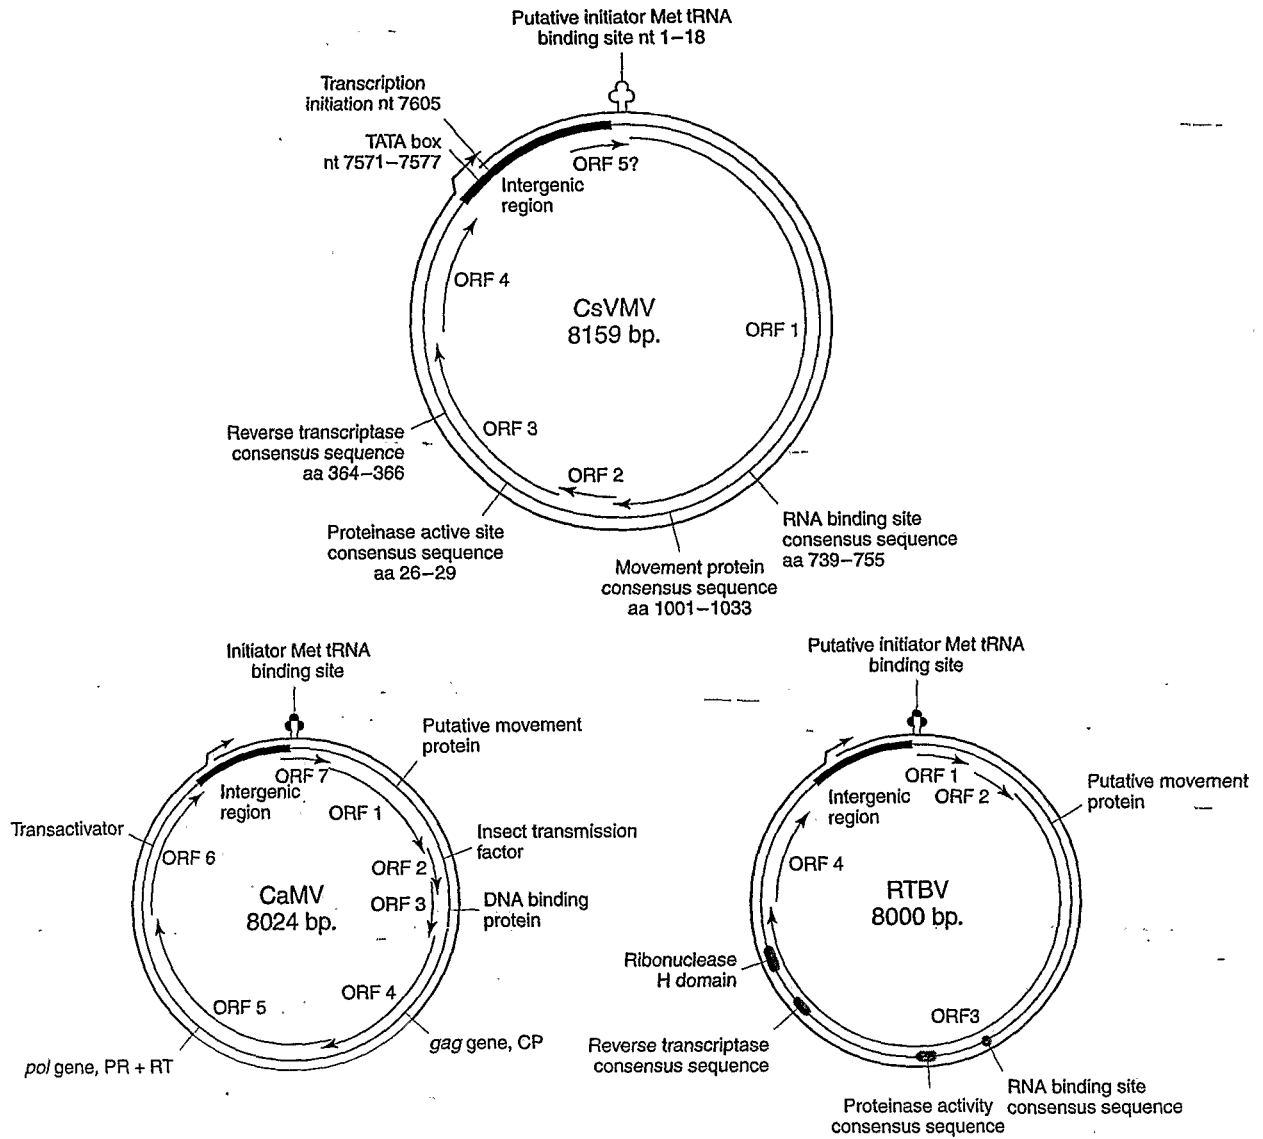 Putative initiator Met tRNA
binding site nt 1–18
Transcription
initiation nt 7605
TATA box
nt 7571–7577
ORF 5?
Intergenic
region
ORF 4
CsVMV
8159 bp.
ORF 1
ORF 3
Reverse transcriptase
consensus sequence
aa 364–366
ORF 2
Proteinase active site
consensus sequence
aa 26–29
RNA binding site
consensus sequence
aa 739–755
Movement protein
consensus sequence
aa 1001–1033
Initiator Met tRNA
binding site
Putative movement
protein
ORF 7
Intergenic
region
ORF 1
Transactivator
Insect transmission
factor
ORF 6
ORF 2
CaMV
8024 bp.
ORF 3
DNA binding
protein
ORF 4
ORF 5
gag gene, CP
pol gene, PR + RT
Putative initiator Met tRNA
binding site
ORF 1
ORF 2
Putative movement
protein
Intergenic
region
ORF 4
RTBV
8000 bp.
Ribonuclease
H domain
ORF3
Reverse transcriptase
consensus sequence
RNA binding site
consensus sequence
Proteinase activity
consensus sequence